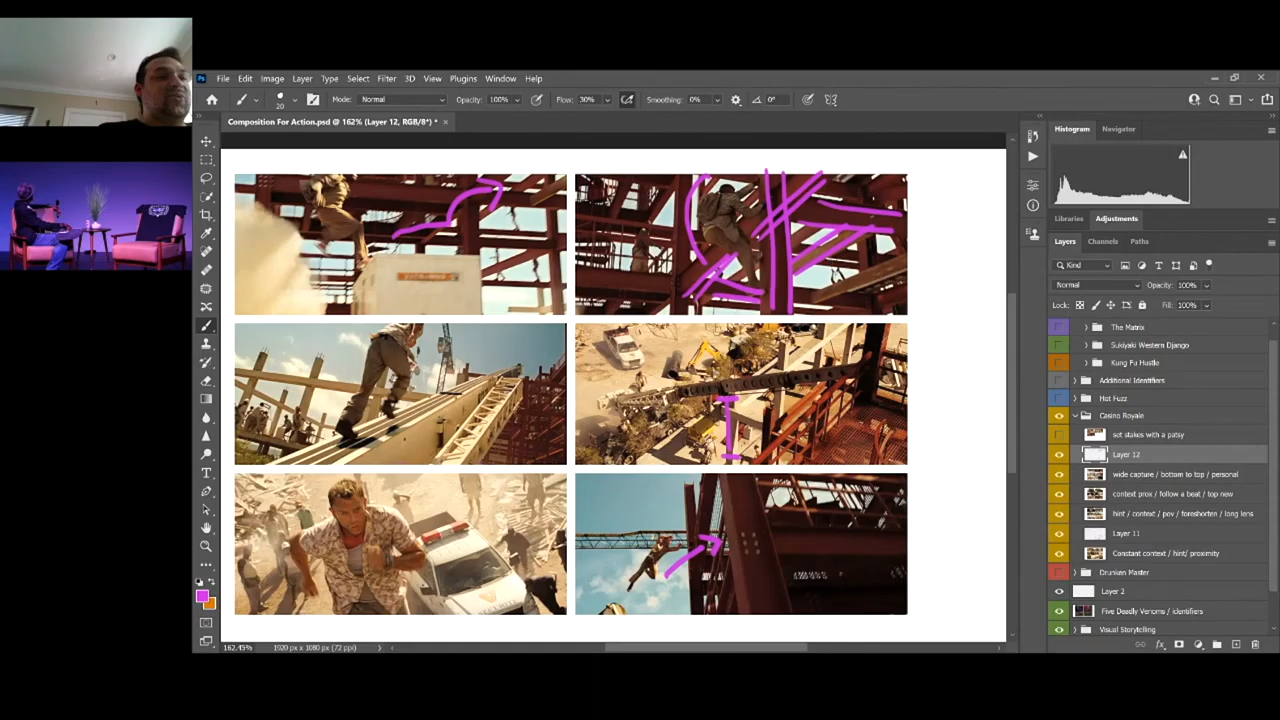 Ps File Edit Image Layer Type Select Filter 3D View Plugins Window Help
20 Mode: Normal Opacity: 100% Flow: 30% Smoothing: 0% 0°
Composition For Action.psd @ 162% (Layer 12, RGB/8*) * ×
Histogram Navigator
Libraries Adjustments
Layers Channels Paths
Kind
Normal Opacity: 100%
Lock: Fill: 100%
The Matrix
Sukiyaki Western Django
Kung Fu Hustle
Additional Identifiers
Hot Fuzz
Casino Royale
set stakes with a patsy
Layer 12
wide capture / bottom to top / personal
context prox / follow a beat / top new
hint / context / pov / foreshorten / long lens
Layer 11
Constant context / hint/ proximity
Drunken Master
Layer 2
Five Deadly Venoms / identifiers
Visual Storytelling
162.45% 1920 px x 1080 px (72 ppi)